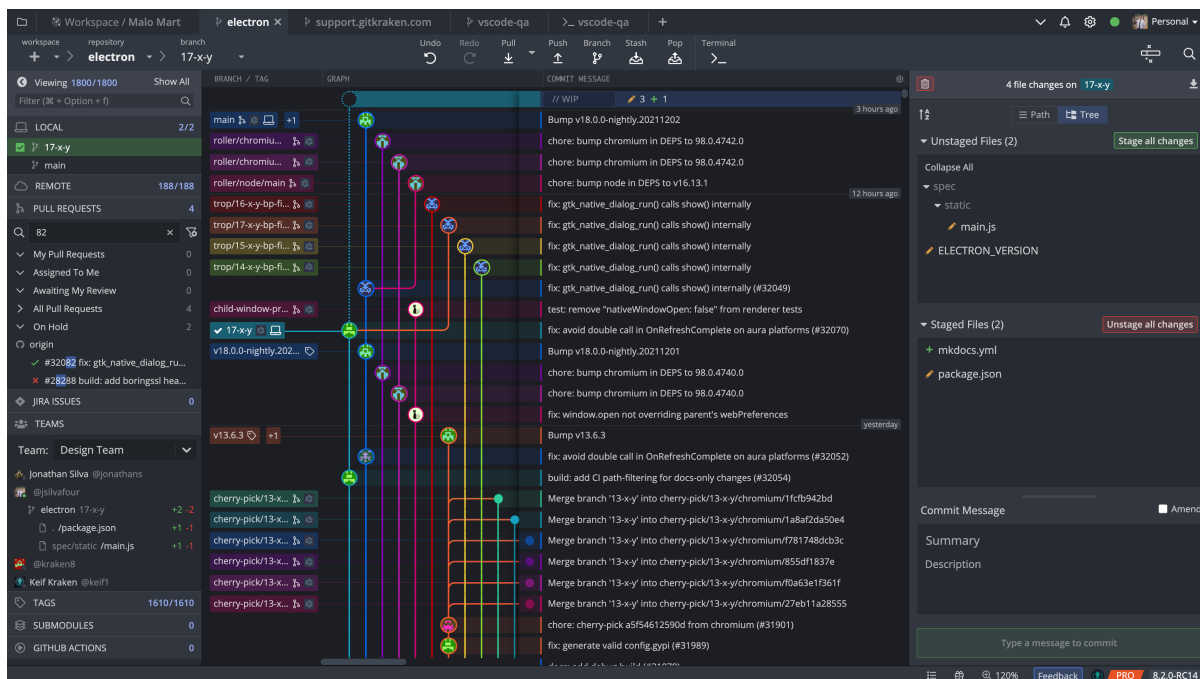 Workspace / Malo Mart
electron ×
support.gitkraken.com
vscode-qa
>_ vscode-qa
+
Personal
workspace
repository
branch
electron
17-x-y
Undo
Redo
Pull
Push
Branch
Stash
Pop
Terminal
Viewing 1800/1800
Show All
Filter (⌘ + Option + f)
LOCAL 2/2
17-x-y
main
REMOTE 188/188
PULL REQUESTS 4
82
My Pull Requests 0
Assigned To Me 0
Awaiting My Review 0
All Pull Requests 4
On Hold 2
origin
#32082 fix: gtk_native_dialog_ru...
#28288 build: add boringssl hea...
JIRA ISSUES 0
TEAMS
Team: Design Team
Jonathan Silva @jonathans
@jsilvafour
electron 17-x-y +2 -2
. /package.json +1 -1
spec/static /main.js +1 -1
@kraken8
Keif Kraken @keif1
TAGS 1610/1610
SUBMODULES 0
GITHUB ACTIONS 0
BRANCH / TAG
GRAPH
COMMIT MESSAGE
// WIP 3 + 1
3 hours ago
main +1 Bump v18.0.0-nightly.20211202
roller/chromiu... chore: bump chromium in DEPS to 98.0.4742.0
roller/chromiu... chore: bump chromium in DEPS to 98.0.4742.0
roller/node/main chore: bump node in DEPS to v16.13.1
12 hours ago
trop/16-x-y-bp-fi... fix: gtk_native_dialog_run() calls show() internally
trop/17-x-y-bp-fi... fix: gtk_native_dialog_run() calls show() internally
trop/15-x-y-bp-fi... fix: gtk_native_dialog_run() calls show() internally
trop/14-x-y-bp-fi... fix: gtk_native_dialog_run() calls show() internally
fix: gtk_native_dialog_run() calls show() internally (#32049)
child-window-pr... test: remove "nativeWindowOpen: false" from renderer tests
17-x-y fix: avoid double call in OnRefreshComplete on aura platforms (#32070)
v18.0.0-nightly.202... Bump v18.0.0-nightly.20211201
chore: bump chromium in DEPS to 98.0.4740.0
chore: bump chromium in DEPS to 98.0.4740.0
fix: window.open not overriding parent's webPreferences
yesterday
v13.6.3 +1 Bump v13.6.3
fix: avoid double call in OnRefreshComplete on aura platforms (#32052)
build: add CI path-filtering for docs-only changes (#32054)
cherry-pick/13-x... Merge branch '13-x-y' into cherry-pick/13-x-y/chromium/1fcfb942bd
cherry-pick/13-x... Merge branch '13-x-y' into cherry-pick/13-x-y/chromium/1a8af2da50e4
cherry-pick/13-x... Merge branch '13-x-y' into cherry-pick/13-x-y/chromium/f781748dcb3c
cherry-pick/13-x... Merge branch '13-x-y' into cherry-pick/13-x-y/chromium/855df1837e
cherry-pick/13-x... Merge branch '13-x-y' into cherry-pick/13-x-y/chromium/f0a63e1f361f
cherry-pick/13-x... Merge branch '13-x-y' into cherry-pick/13-x-y/chromium/27eb11a28555
chore: cherry-pick a5f54612590d from chromium (#31901)
fix: generate valid config.gypi (#31989)
4 file changes on 17-x-y
Path
Tree
Unstaged Files (2)
Stage all changes
Collapse All
spec
static
main.js
ELECTRON_VERSION
Staged Files (2)
Unstage all changes
+ mkdocs.yml
package.json
Commit Message
Amend
Summary
Description
Type a message to commit
120%
Feedback
PRO
8.2.0-RC14